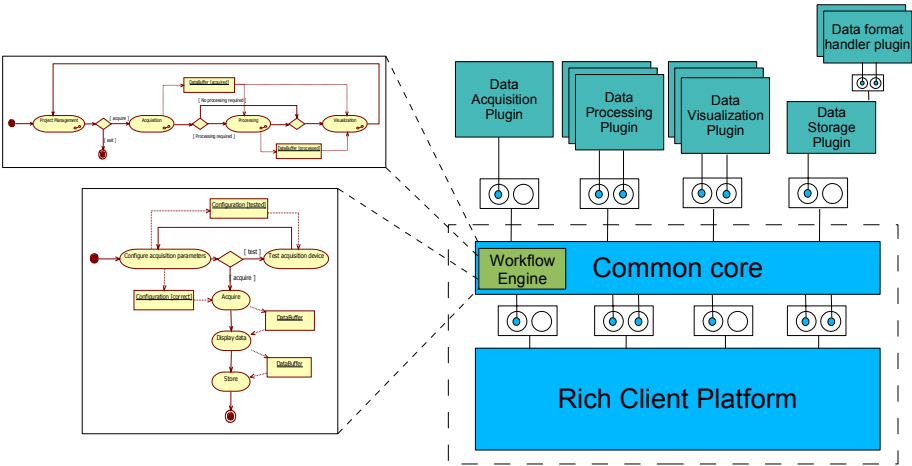 DataBuffer [acquired]
[ No processing required ]
Project Management
[ acquire ]
Acquisition
Processing
Visualization
[ exit ]
[ Processing required ]
DataBuffer [processed]
Configuration [tested]
[ test ]
Configure acquisition parameters
Test acquisition device
[ acquire ]
Configuration [correct]
Acquire
DataBuffer
Display data
DataBuffer
Store
Data format
handler plugin
Data
Acquisition
Plugin
Data
Processing
Plugin
Data
Visualization
Plugin
Data
Storage
Plugin
Workflow
Engine
Common core
Rich Client Platform